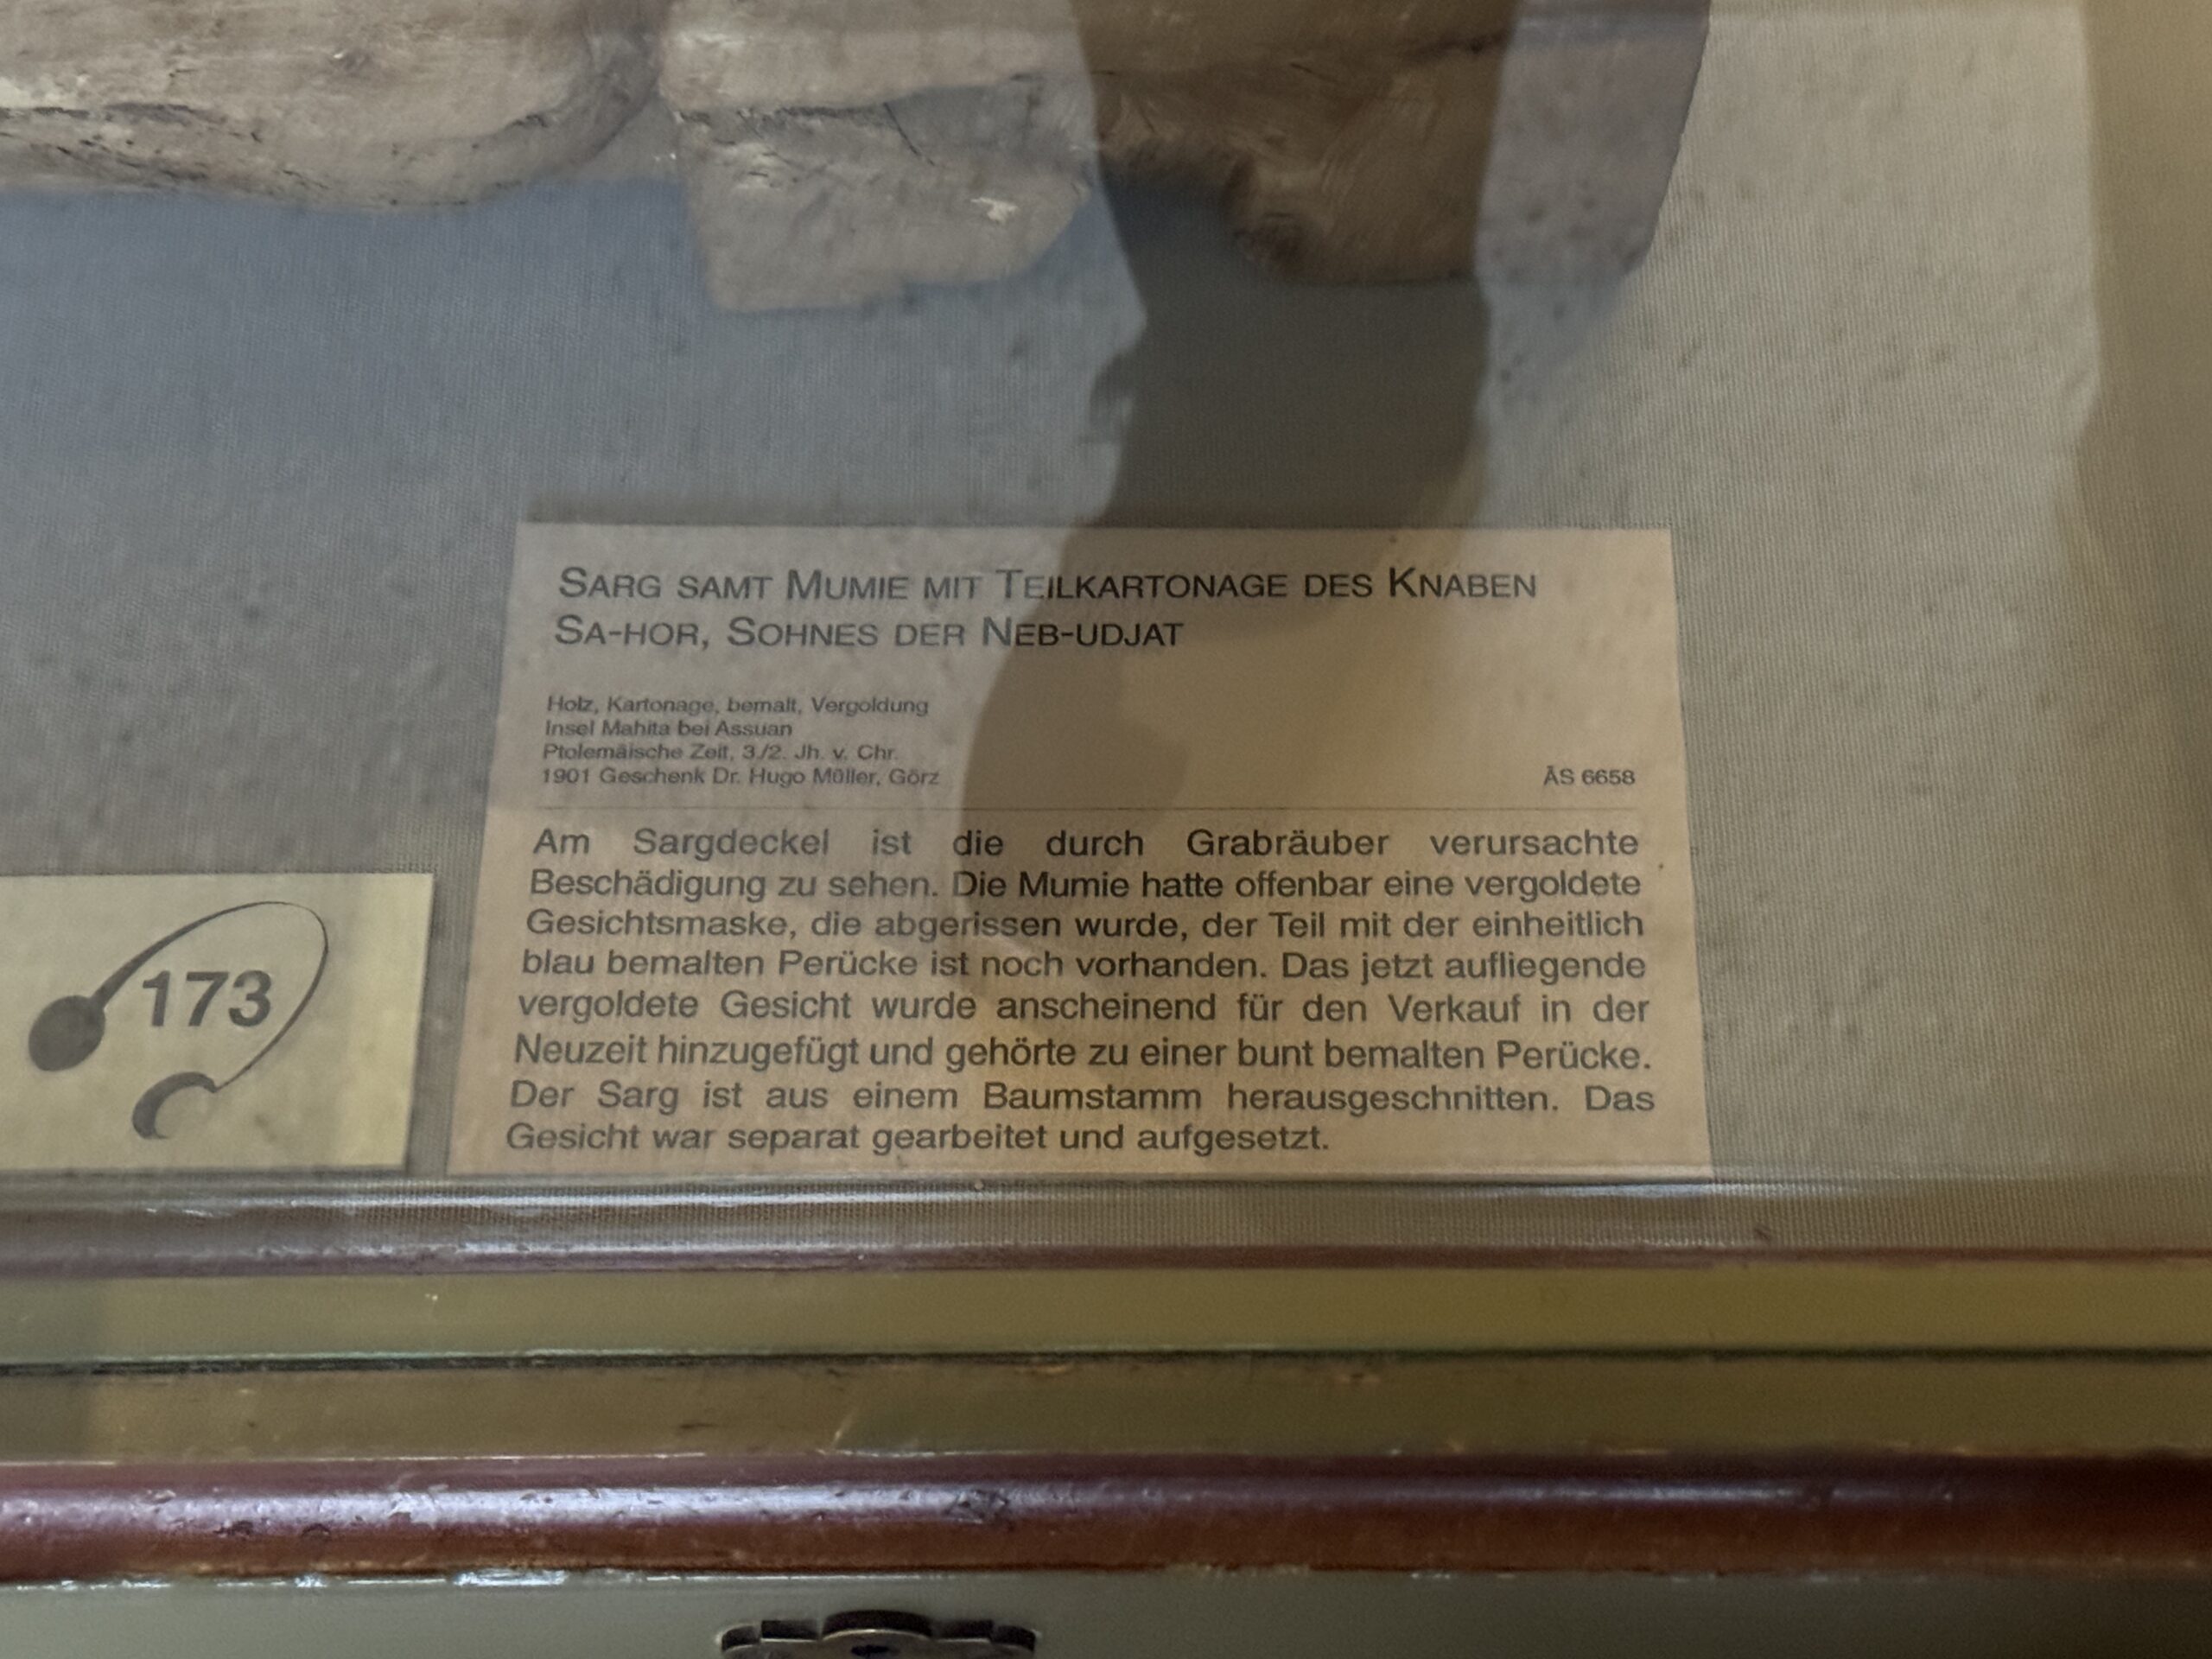 SARG SAMT MUMIE MIT TEILKARTONAGE DES KNABEN
SA-HOR, SOHNES DER NEB-UDJAT
Holz, Kartonage, bemalt, Vergoldung
Insel Mahita bei Assuan
Ptolemäische Zeit, 3./2. Jh. v. Chr.
1901 Geschenk Dr. Hugo Müller, Görz
ÄS 6658
Am Sargdeckel ist die durch Grabräuber verursachte
Beschädigung zu sehen. Die Mumie hatte offenbar eine vergoldete
Gesichtsmaske, die abgerissen wurde, der Teil mit der einheitlich
blau bemalten Perücke ist noch vorhanden. Das jetzt aufliegende
vergoldete Gesicht wurde anscheinend für den Verkauf in der
Neuzeit hinzugefügt und gehörte zu einer bunt bemalten Perücke.
Der Sarg ist aus einem Baumstamm herausgeschnitten. Das
Gesicht war separat gearbeitet und aufgesetzt.
173